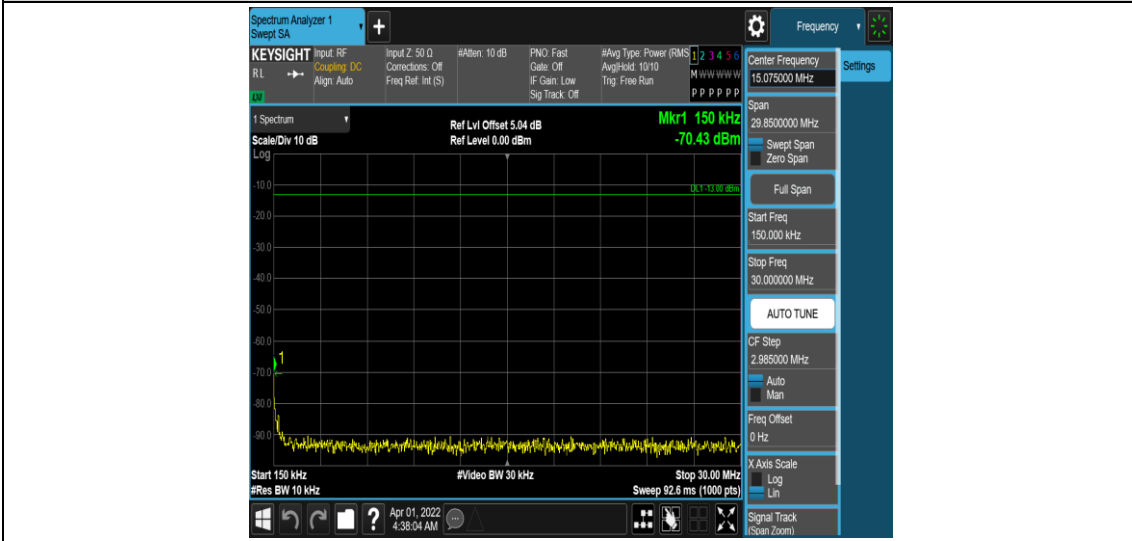 Spectrum Analyzer 1
Swept SA
+
Frequency
KEYSIGHT
RL
Input: RF
Coupling: DC
Align: Auto
Input Z: 50 Ω
Corrections: Off
Freq Ref: Int (S)
#Atten: 10 dB
PNO: Fast
Gate: Off
IF Gain: Low
Sig Track: Off
#Avg Type: Power (RMS
Avg|Hold: 10/10
Trig: Free Run
1 2 3 4 5 6
M W W W W W
P P P P P P
1 Spectrum
Scale/Div 10 dB
Log
Ref Lvl Offset 5.04 dB
Ref Level 0.00 dBm
Mkr1 150 kHz
-70.43 dBm
DL1 -13.00 dBm
-10.0
-20.0
-30.0
-40.0
-50.0
-60.0
1
-70.0
-80.0
-90.0
Start 150 kHz
#Res BW 10 kHz
#Video BW 30 kHz
Stop 30.00 MHz
Sweep 92.6 ms (1000 pts)
Center Frequency
15.075000 MHz
Settings
Span
29.8500000 MHz
Swept Span
Zero Span
Full Span
Start Freq
150.000 kHz
Stop Freq
30.000000 MHz
AUTO TUNE
CF Step
2.985000 MHz
Auto
Man
Freq Offset
0 Hz
X Axis Scale
Log
Lin
Signal Track
(Span Zoom)
?
Apr 01, 2022
4:38:04 AM